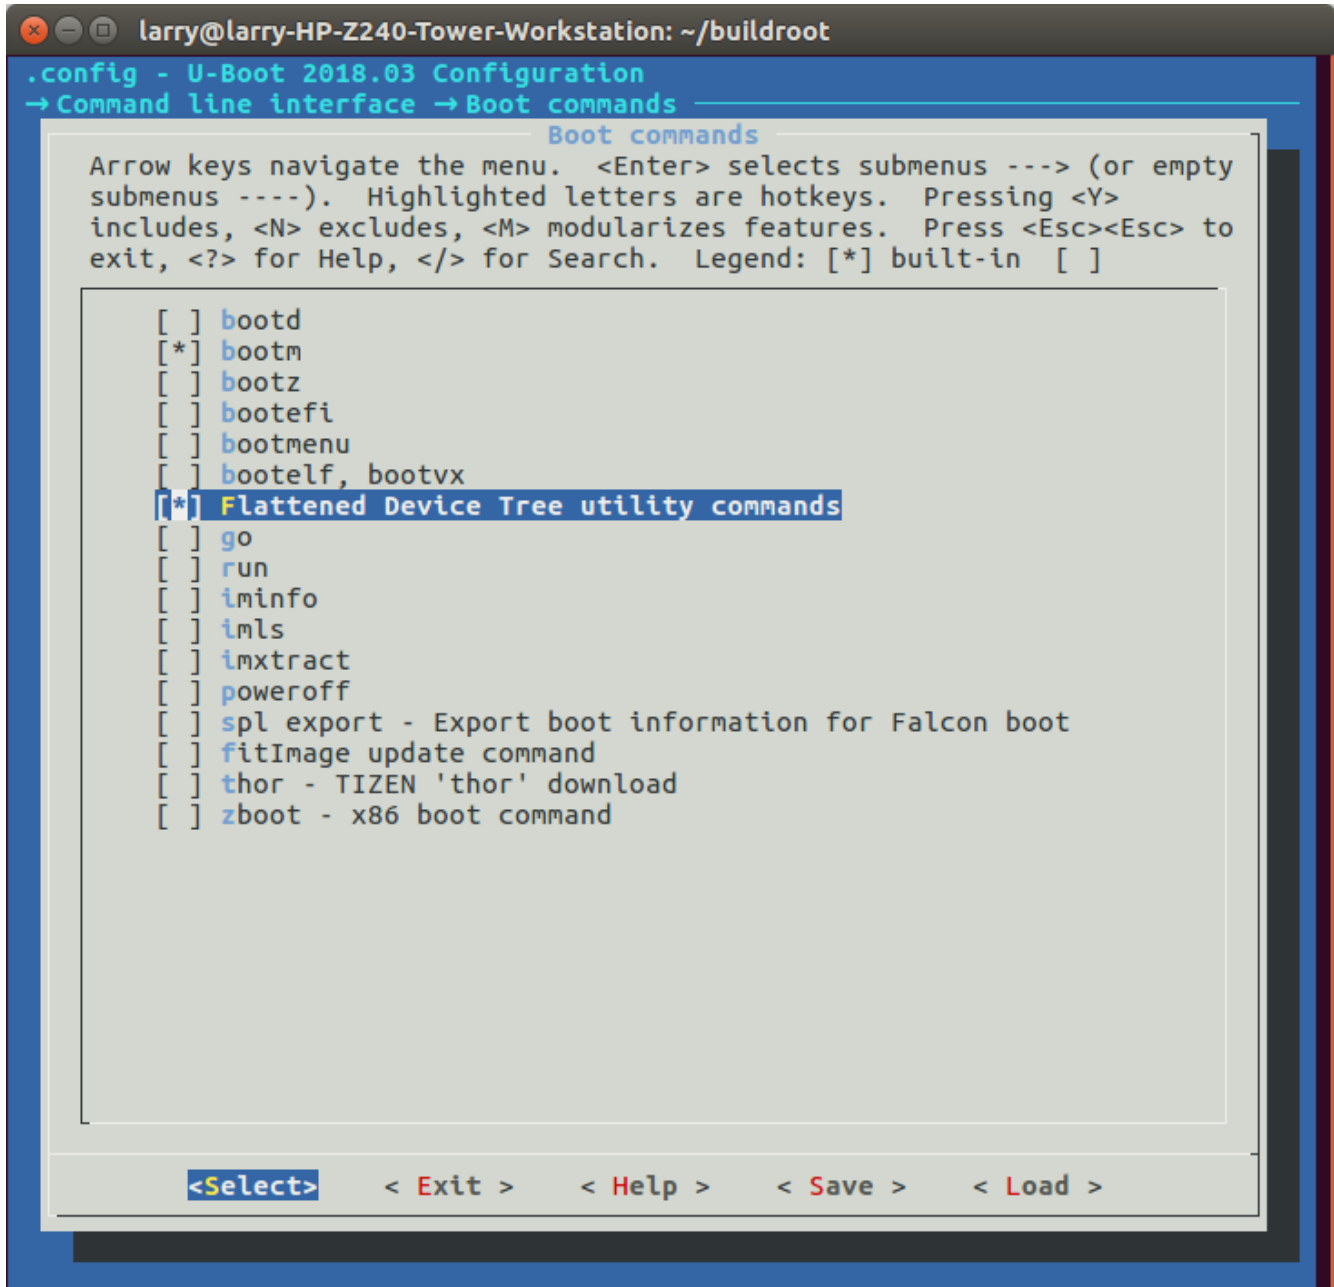 larry@larry-HP-Z240-Tower-Workstation: ~/buildroot
.config - U-Boot 2018.03 Configuration
→ Command line interface → Boot commands
Boot commands
Arrow keys navigate the menu.  <Enter> selects submenus ---> (or empty
submenus ----).  Highlighted letters are hotkeys.  Pressing <Y>
includes, <N> excludes, <M> modularizes features.  Press <Esc><Esc> to
exit, <?> for Help, </> for Search.  Legend: [*] built-in  [ ]
[ ] bootd
[*] bootm
[ ] bootz
[ ] bootefi
[ ] bootmenu
[ ] bootelf, bootvx
[*] Flattened Device Tree utility commands
[ ] go
[ ] run
[ ] iminfo
[ ] imls
[ ] imxtract
[ ] poweroff
[ ] spl export - Export boot information for Falcon boot
[ ] fitImage update command
[ ] thor - TIZEN 'thor' download
[ ] zboot - x86 boot command
<Select>    < Exit >    < Help >    < Save >    < Load >